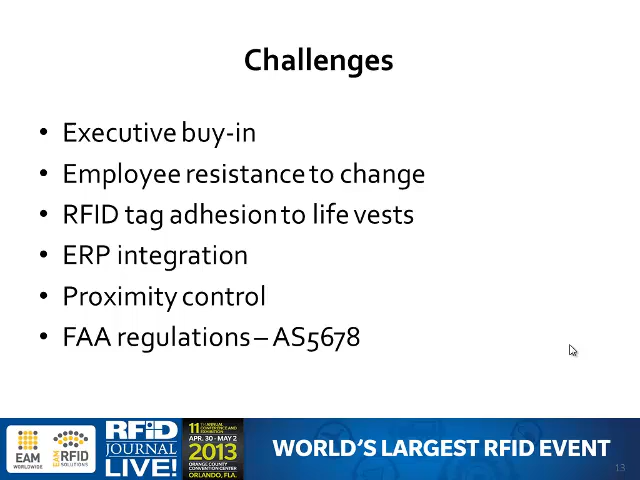 Challenges
• Executive buy-in
• Employee resistance to change
• RFID tag adhesion to life vests
• ERP integration
• Proximity control
• FAA regulations – AS5678
EAM
WORLDWIDE
EAM RFID
SOLUTIONS
RFID
JOURNAL
LIVE!
11TH ANNUAL
CONFERENCE AND
EXHIBITION
APR. 30 - MAY 2
2013
ORANGE COUNTY
CONVENTION CENTER
ORLANDO, FLA.
WORLD'S LARGEST RFID EVENT
13